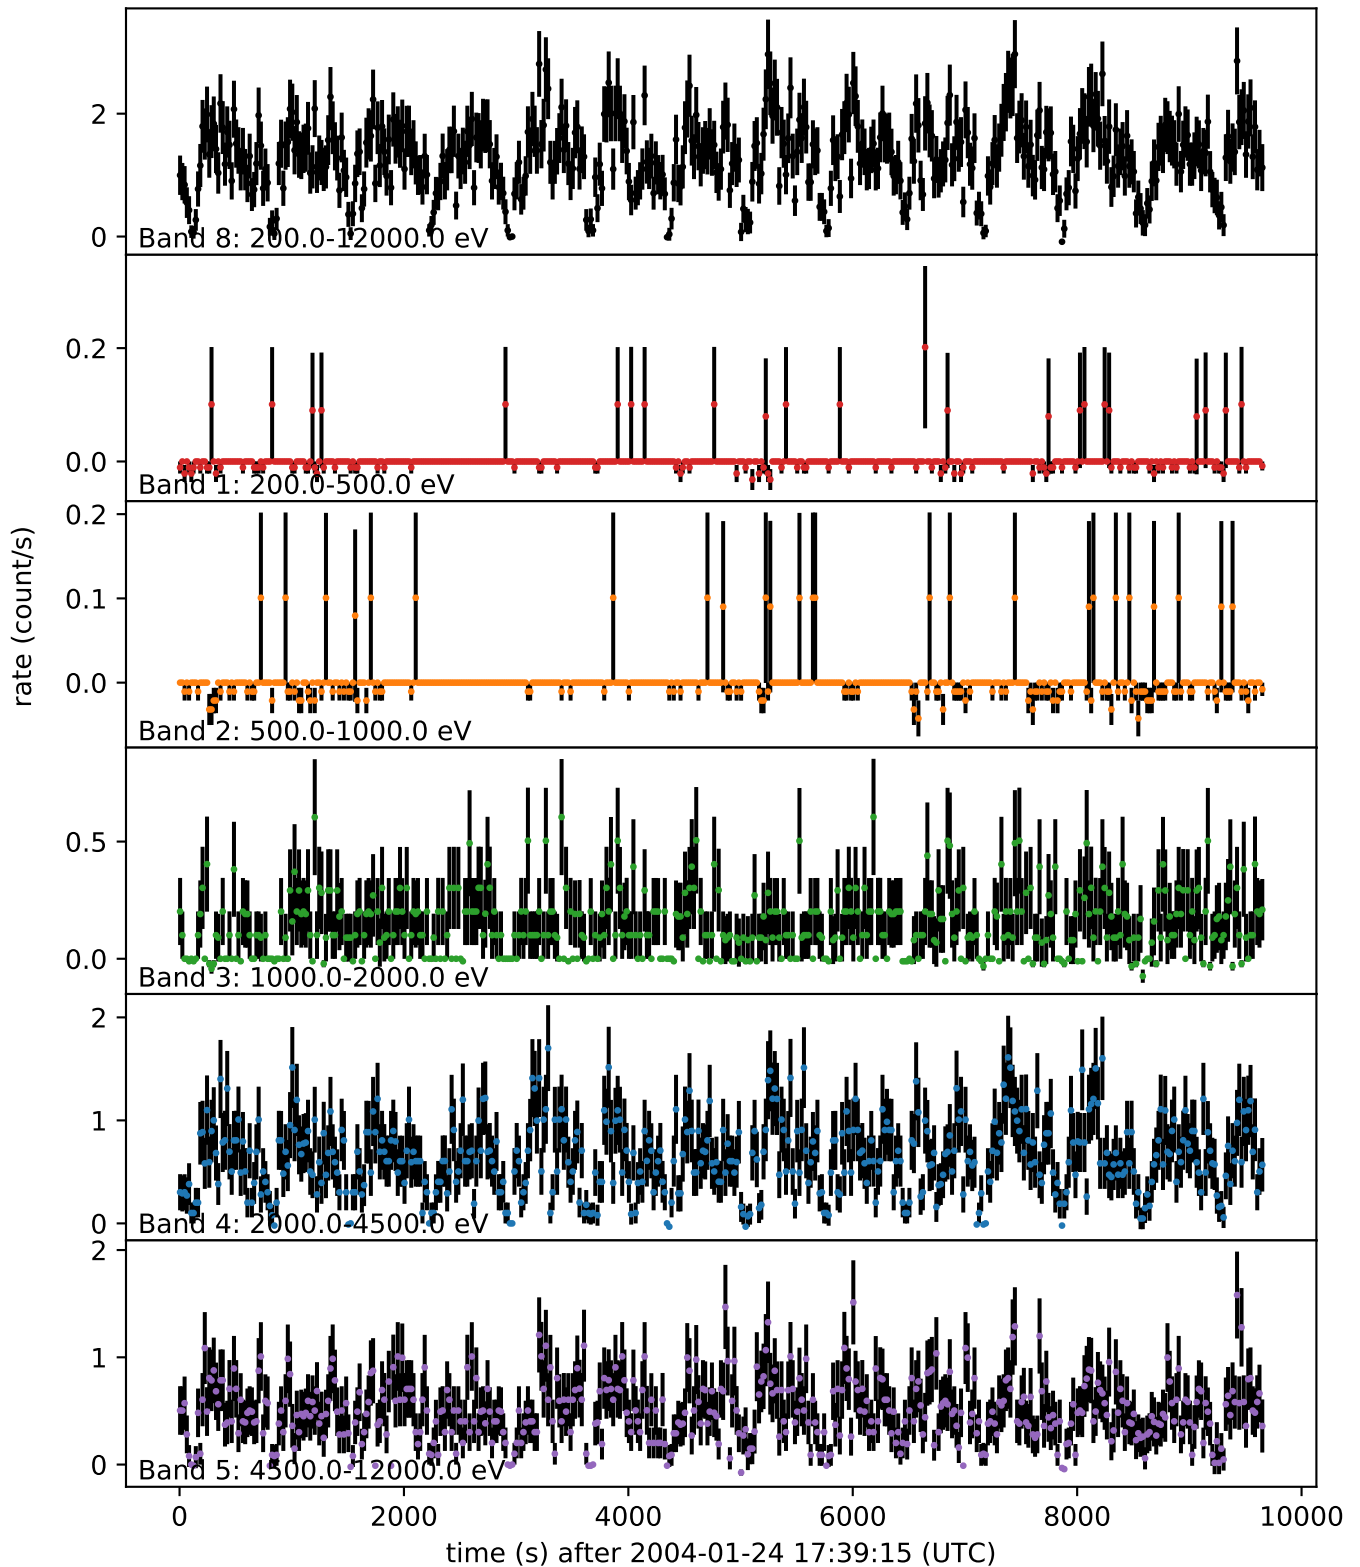 2
0
Band 8: 200.0-12000.0 eV
0.2
0.0
Band 1: 200.0-500.0 eV
0.2
0.1
0.0
Band 2: 500.0-1000.0 eV
rate (count/s)
0.5
0.0
Band 3: 1000.0-2000.0 eV
2
1
0
Band 4: 2000.0-4500.0 eV
2
1
0
Band 5: 4500.0-12000.0 eV
0 2000 4000 6000 8000 10000
time (s) after 2004-01-24 17:39:15 (UTC)